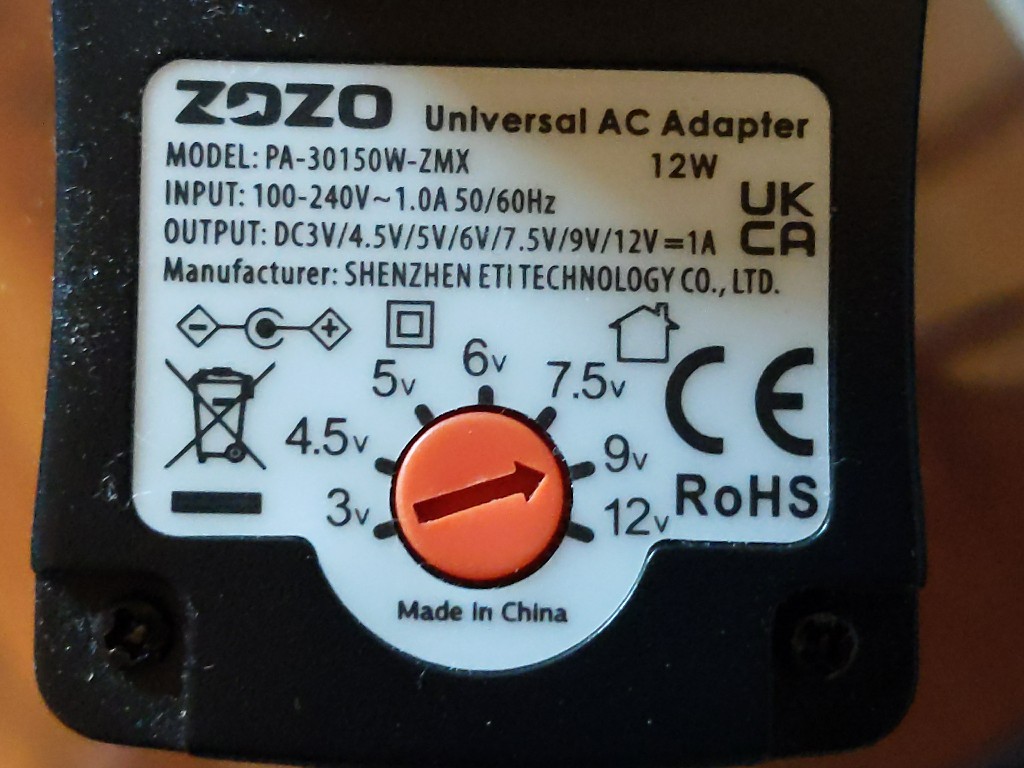 ZOZO Universal AC Adapter
MODEL: PA-30150W-ZMX 12W
INPUT: 100-240V~1.0A 50/60Hz
OUTPUT: DC3V/4.5V/5V/6V/7.5V/9V/12V=1A
UK
CA
Manufacturer: SHENZHEN ETI TECHNOLOGY CO., LTD.
6V
5V
7.5V
CE
4.5V
9V
3V
12V
RoHS
Made in China